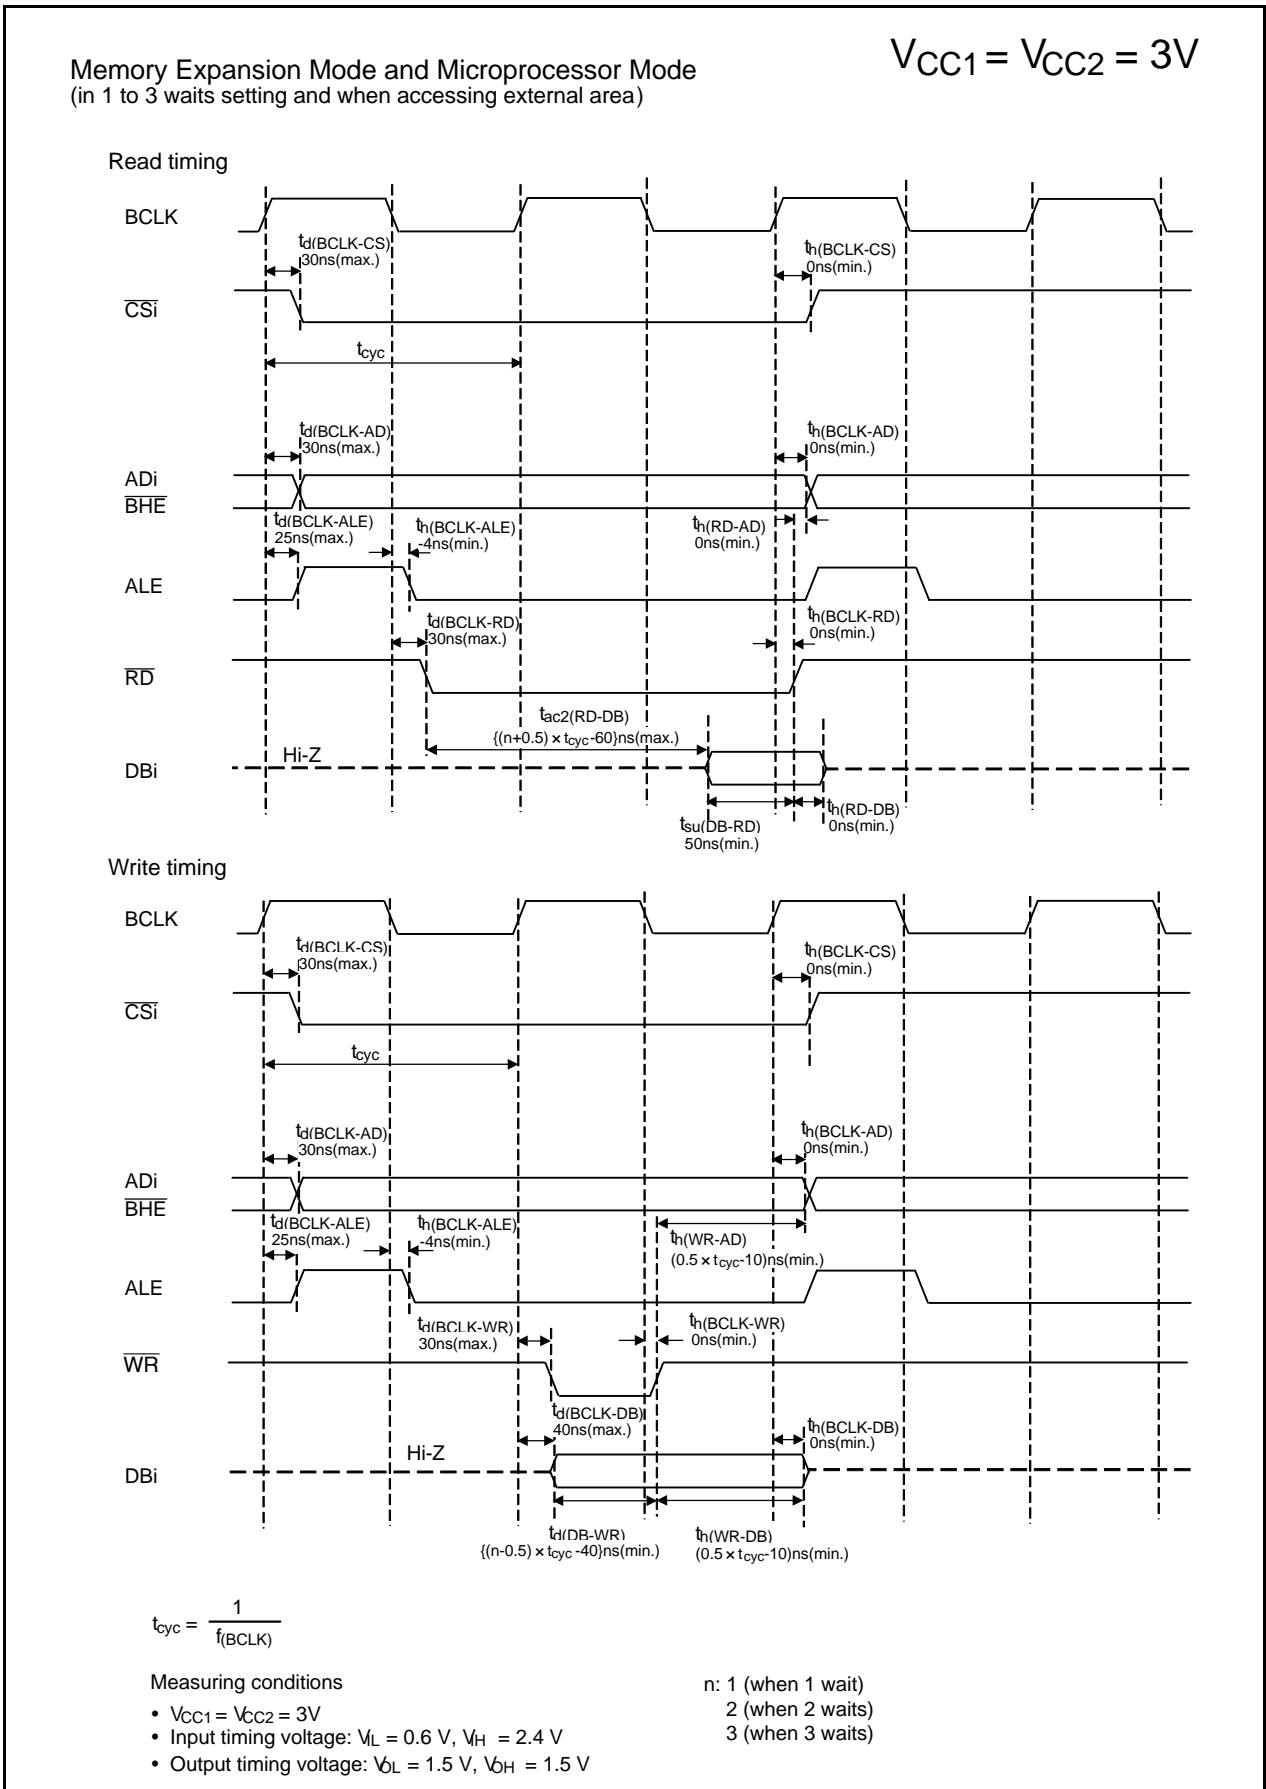 Memory Expansion Mode and Microprocessor Mode
(in 1 to 3 waits setting and when accessing external area)
VCC1 = VCC2 = 3V
Read timing
BCLK
td(BCLK-CS)
30ns(max.)
th(BCLK-CS)
0ns(min.)
CSi
tcyc
td(BCLK-AD)
30ns(max.)
th(BCLK-AD)
0ns(min.)
ADi
BHE
td(BCLK-ALE)
25ns(max.)
th(BCLK-ALE)
-4ns(min.)
th(RD-AD)
0ns(min.)
ALE
td(BCLK-RD)
30ns(max.)
th(BCLK-RD)
0ns(min.)
RD
tac2(RD-DB)
{(n+0.5) × tcyc-60}ns(max.)
Hi-Z
DBi
tsu(DB-RD)
50ns(min.)
th(RD-DB)
0ns(min.)
Write timing
BCLK
td(BCLK-CS)
30ns(max.)
th(BCLK-CS)
0ns(min.)
CSi
tcyc
td(BCLK-AD)
30ns(max.)
th(BCLK-AD)
0ns(min.)
ADi
BHE
td(BCLK-ALE)
25ns(max.)
th(BCLK-ALE)
-4ns(min.)
th(WR-AD)
(0.5 × tcyc-10)ns(min.)
ALE
td(BCLK-WR)
30ns(max.)
th(BCLK-WR)
0ns(min.)
WR
td(BCLK-DB)
40ns(max.)
th(BCLK-DB)
0ns(min.)
Hi-Z
DBi
td(DB-WR)
{(n-0.5) × tcyc -40}ns(min.)
th(WR-DB)
(0.5 × tcyc-10)ns(min.)
tcyc = 1 / f(BCLK)
Measuring conditions
• VCC1 = VCC2 = 3V
• Input timing voltage: VIL = 0.6 V, VIH = 2.4 V
• Output timing voltage: VOL = 1.5 V, VOH = 1.5 V
n: 1 (when 1 wait)
2 (when 2 waits)
3 (when 3 waits)